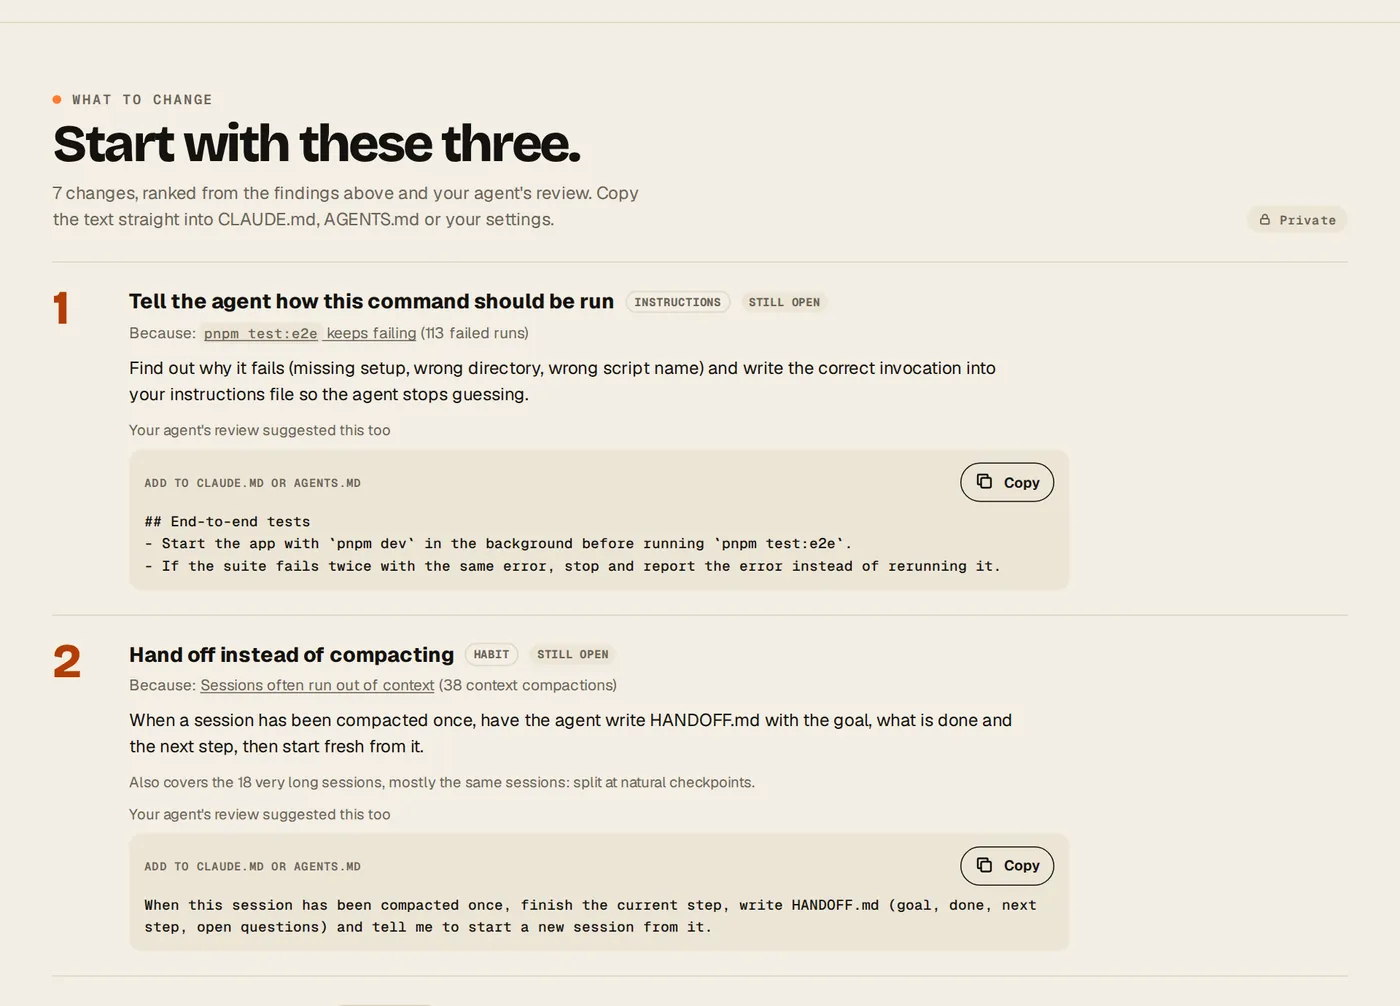 WHAT TO CHANGE
Start with these three.
7 changes, ranked from the findings above and your agent's review. Copy
the text straight into CLAUDE.md, AGENTS.md or your settings.
Private
1
Tell the agent how this command should be run INSTRUCTIONS STILL OPEN
Because: pnpm test:e2e keeps failing (113 failed runs)
Find out why it fails (missing setup, wrong directory, wrong script name) and write the correct invocation into
your instructions file so the agent stops guessing.
Your agent's review suggested this too
ADD TO CLAUDE.MD OR AGENTS.MD
Copy
## End-to-end tests
- Start the app with `pnpm dev` in the background before running `pnpm test:e2e`.
- If the suite fails twice with the same error, stop and report the error instead of rerunning it.
2
Hand off instead of compacting HABIT STILL OPEN
Because: Sessions often run out of context (38 context compactions)
When a session has been compacted once, have the agent write HANDOFF.md with the goal, what is done and
the next step, then start fresh from it.
Also covers the 18 very long sessions, mostly the same sessions: split at natural checkpoints.
Your agent's review suggested this too
ADD TO CLAUDE.MD OR AGENTS.MD
Copy
When this session has been compacted once, finish the current step, write HANDOFF.md (goal, done, next
step, open questions) and tell me to start a new session from it.